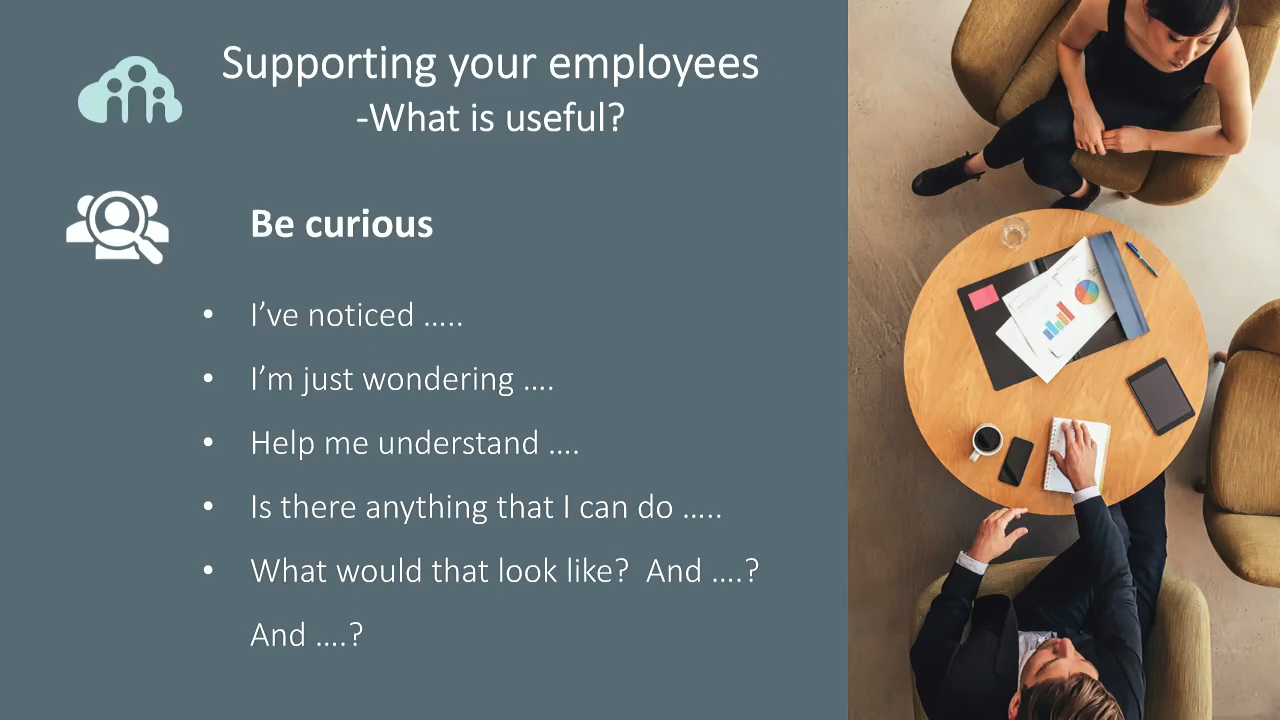 Supporting your employees
-What is useful?
Be curious
• I’ve noticed …..
• I’m just wondering ….
• Help me understand ….
• Is there anything that I can do …..
• What would that look like?  And ….?
And ….?